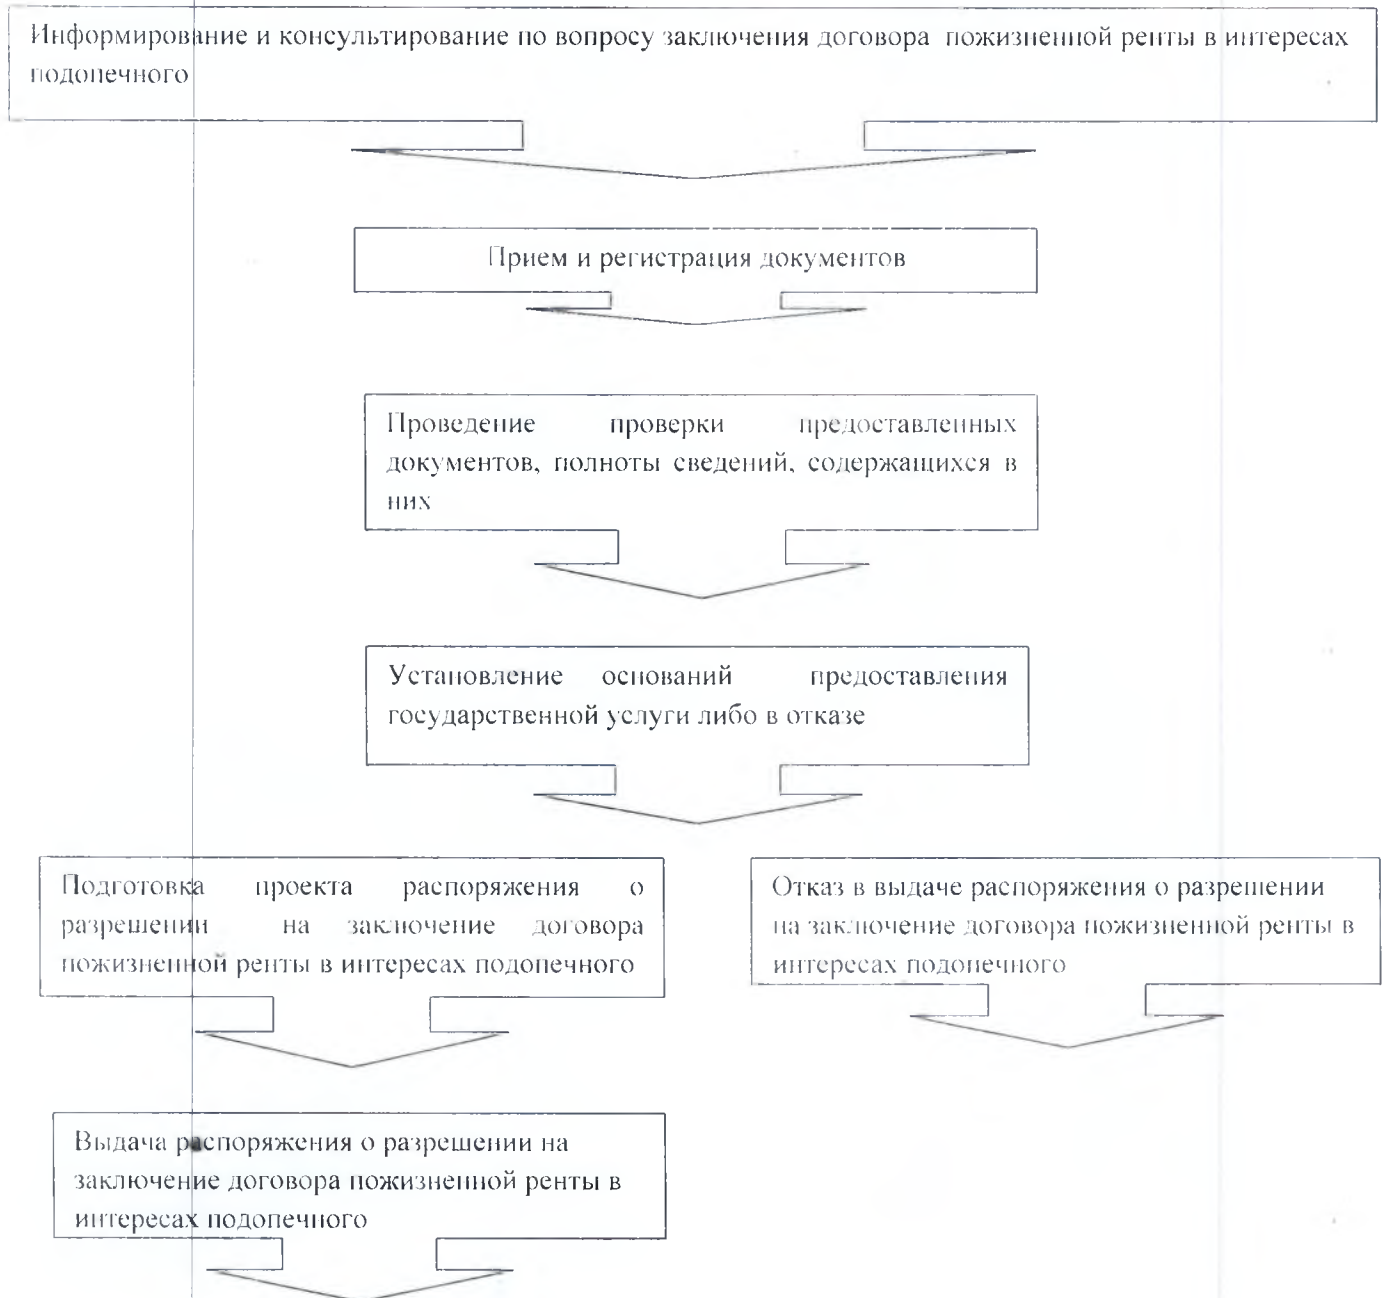 Информирование и консультирование по вопросу заключения договора пожизненной ренты в интересах
подопечного
Прием и регистрация документов
Проведение проверки предоставленных
документов, полноты сведений, содержащихся в
них
Установление оснований предоставления
государственной услуги либо в отказе
Подготовка проекта распоряжения о
разрешении на заключение договора
пожизненной ренты в интересах подопечного
Отказ в выдаче распоряжения о разрешении
на заключение договора пожизненной ренты в
интересах подопечного
Выдача распоряжения о разрешении на
заключение договора пожизненной ренты в
интересах подопечного